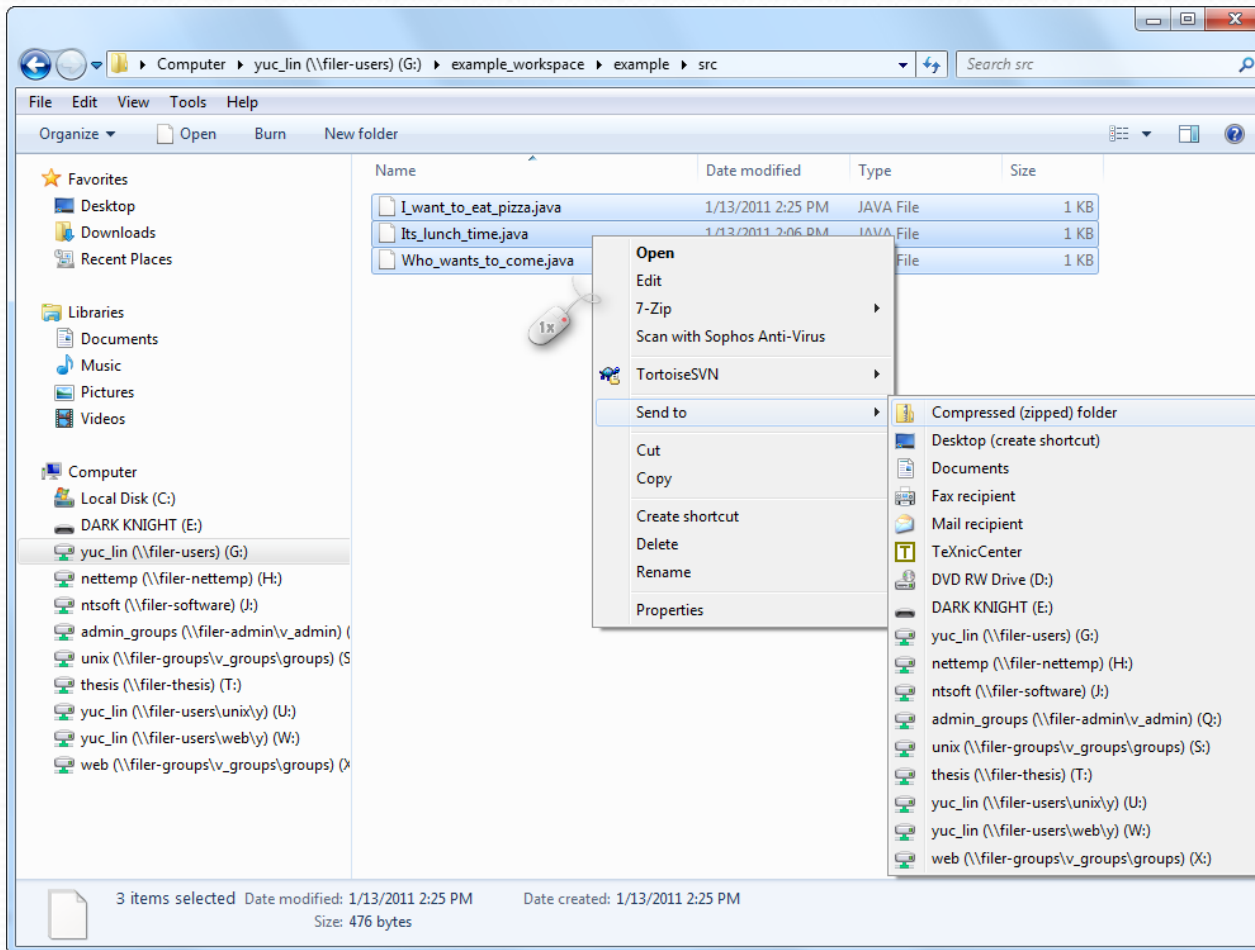 Computer ▸ yuc_lin (\\filer-users) (G:) ▸ example_workspace ▸ example ▸ src
Search src
File Edit View Tools Help
Organize Open Burn New folder
Name Date modified Type Size
I_want_to_eat_pizza.java 1/13/2011 2:25 PM JAVA File 1 KB
Its_lunch_time.java 1/13/2011 2:06 PM JAVA File 1 KB
Who_wants_to_come.java File 1 KB
Favorites
Desktop
Downloads
Recent Places
Libraries
Documents
Music
Pictures
Videos
Computer
Local Disk (C:)
DARK KNIGHT (E:)
yuc_lin (\\filer-users) (G:)
nettemp (\\filer-nettemp) (H:)
ntsoft (\\filer-software) (J:)
admin_groups (\\filer-admin\v_admin) (
unix (\\filer-groups\v_groups\groups) (S
thesis (\\filer-thesis) (T:)
yuc_lin (\\filer-users\unix\y) (U:)
yuc_lin (\\filer-users\web\y) (W:)
web (\\filer-groups\v_groups\groups) (X
1x
Open
Edit
7-Zip
Scan with Sophos Anti-Virus
TortoiseSVN
Send to
Cut
Copy
Create shortcut
Delete
Rename
Properties
Compressed (zipped) folder
Desktop (create shortcut)
Documents
Fax recipient
Mail recipient
TeXnicCenter
DVD RW Drive (D:)
DARK KNIGHT (E:)
yuc_lin (\\filer-users) (G:)
nettemp (\\filer-nettemp) (H:)
ntsoft (\\filer-software) (J:)
admin_groups (\\filer-admin\v_admin) (Q:)
unix (\\filer-groups\v_groups\groups) (S:)
thesis (\\filer-thesis) (T:)
yuc_lin (\\filer-users\unix\y) (U:)
yuc_lin (\\filer-users\web\y) (W:)
web (\\filer-groups\v_groups\groups) (X:)
3 items selected Date modified: 1/13/2011 2:25 PM Date created: 1/13/2011 2:25 PM
Size: 476 bytes